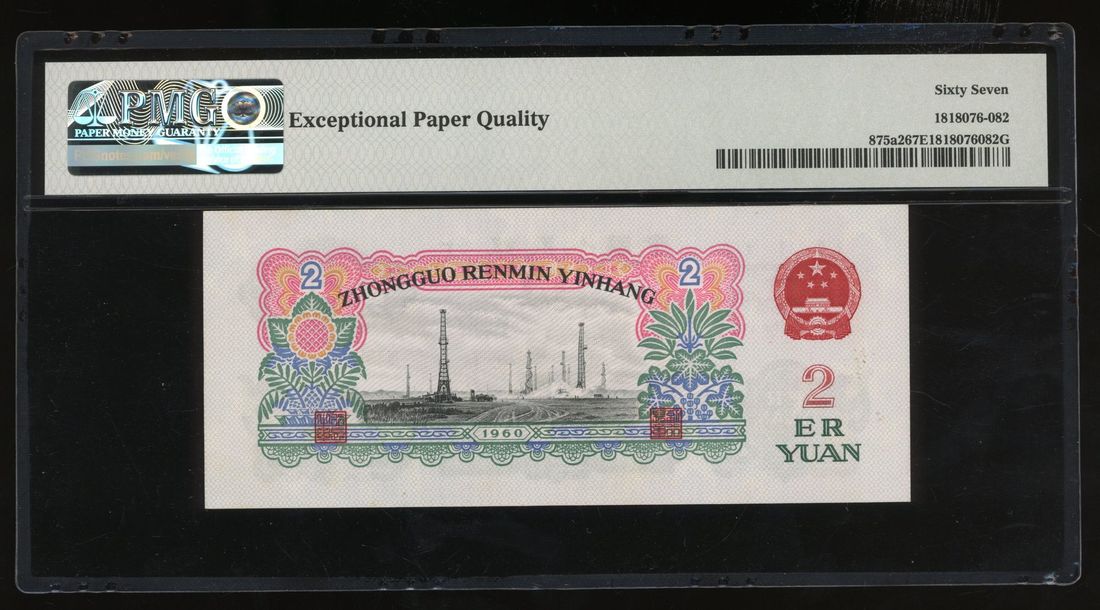 PMG
PAPER MONEY GUARANTY
Exceptional Paper Quality
Sixty Seven
1818076-082
875a267E1818076082G
2
2
ZHONGGUO RENMIN YINHANG
1960
2
ER
YUAN